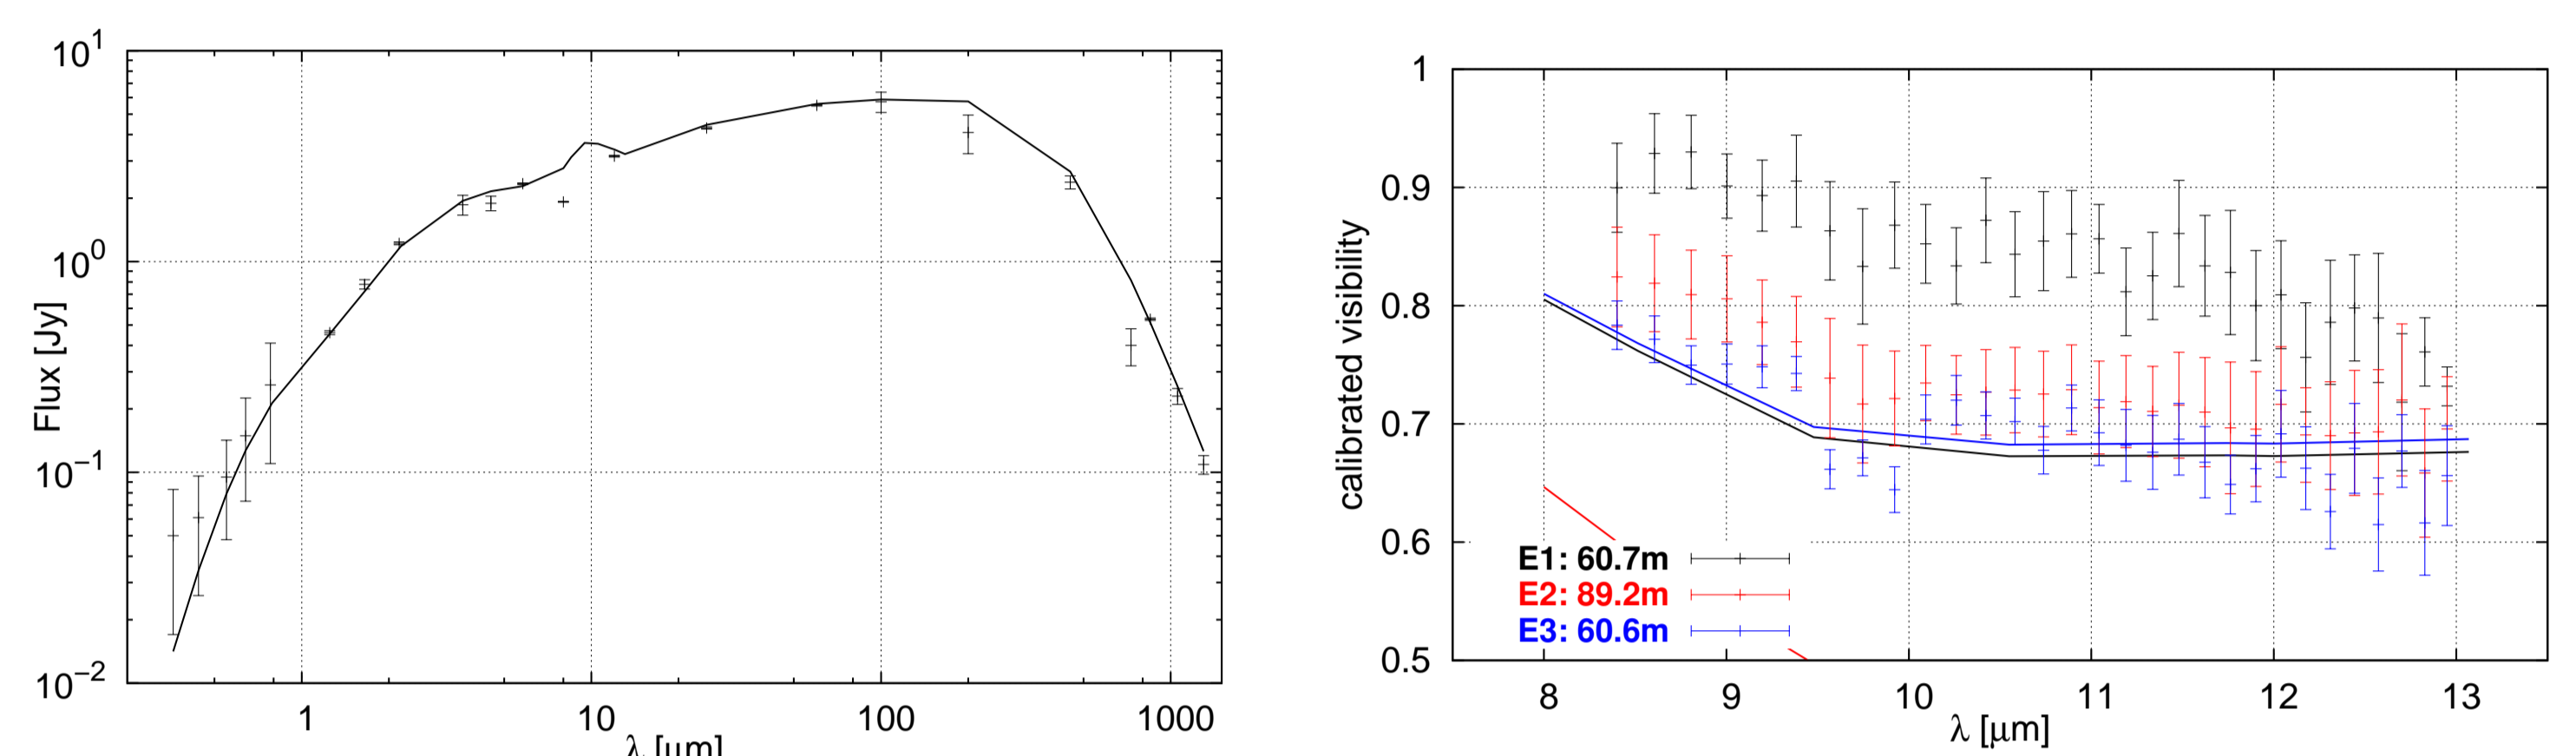 10^1
10^0
10^−1
10^−2
Flux [Jy]
1 10 100 1000
λ [µm]
1
0.9
0.8
0.7
0.6
0.5
calibrated visibility
E1: 60.7m
E2: 89.2m
E3: 60.6m
8 9 10 11 12 13
λ [µm]